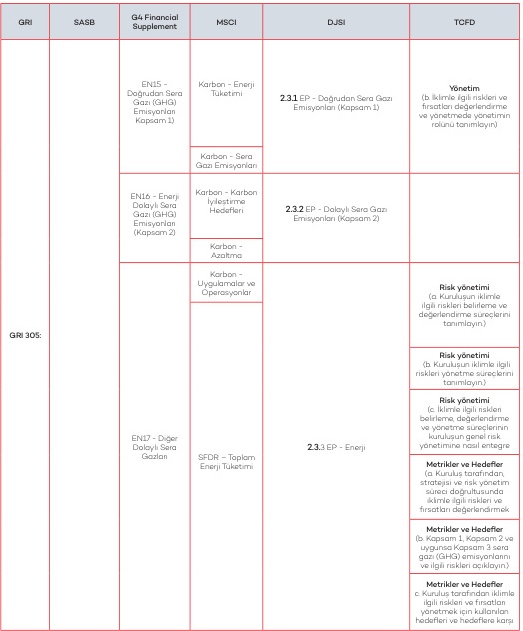 GRI
SASB
G4 Financial
Supplement
MSCI
DJSI
TCFD
GRI 305:
EN15 -
Doğrudan Sera
Gazı (GHG)
Emisyonları
Kapsam 1)
Karbon - Enerji
Tüketimi
2.3.1 EP - Doğrudan Sera Gazı
Emisyonları (Kapsam 1)
Yönetim
(b. İklimle ilgili riskleri ve
fırsatları değerlendirme
ve yönetmede yönetimin
rolünü tanımlayın)
Karbon - Sera
Gazı Emisyonları
EN16 - Enerji
Dolaylı Sera
Gazı (GHG)
Emisyonları
(Kapsam 2)
Karbon - Karbon
İyileştirme
Hedefleri
2.3.2 EP - Dolaylı Sera Gazı
Emisyonları (Kapsam 2)
Karbon -
Azaltma
EN17 - Diğer
Dolaylı Sera
Gazları
Karbon -
Uygulamalar ve
Operasyonlar
SFDR – Toplam
Enerji Tüketimi
2.3.3 EP - Enerji
Risk yönetimi
(a. Kuruluşun iklimle
ilgili riskleri belirleme ve
değerlendirme süreçlerini
tanımlayın.)
Risk yönetimi
(b. Kuruluşun iklimle ilgili
riskleri yönetme süreçlerini
tanımlayın.)
Risk yönetimi
(c. İklimle ilgili riskleri
belirleme, değerlendirme
ve yönetme süreçlerinin
kuruluşun genel risk
yönetimine nasıl entegre
Metrikler ve Hedefler
(a. Kuruluş tarafından,
stratejisi ve risk yönetim
süreci doğrultusunda
iklimle ilgili riskleri ve
fırsatları değerlendirmek
Metrikler ve Hedefler
(b. Kapsam 1, Kapsam 2 ve
uygunsa Kapsam 3 sera
gazı (GHG) emisyonlarını
ve ilgili riskleri açıklayın.)
Metrikler ve Hedefler
c. Kuruluş tarafından iklimle
ilgili riskleri ve fırsatları
yönetmek için kullanılan
hedefleri ve hedeflere karşı